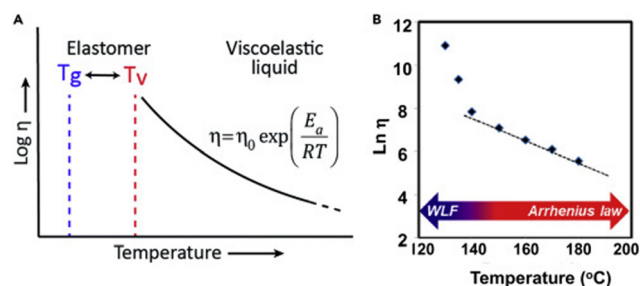 A
Elastomer
Viscoelastic
liquid
Tg
Tv
η=η0 exp(Ea/RT)
Log η
Temperature
B
12
10
8
6
4
2
Ln η
WLF
Arrhenius law
120
140
160
180
200
Temperature (oC)